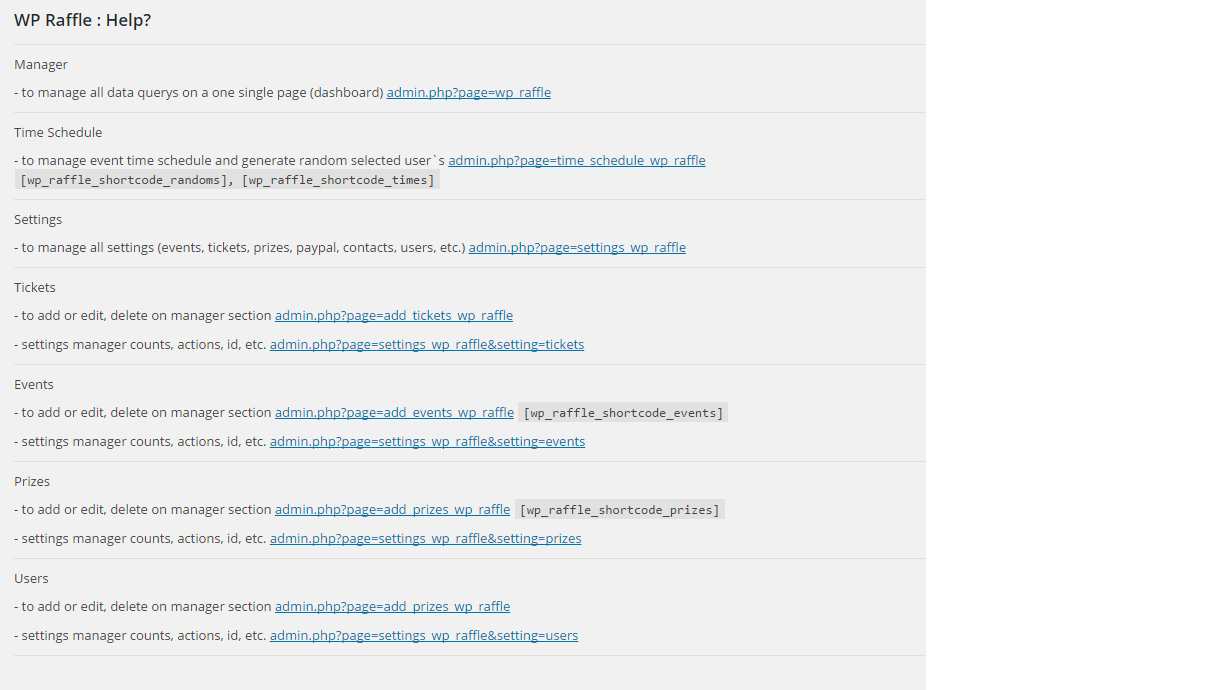 WP Raffle : Help?
Manager
- to manage all data querys on a one single page (dashboard) admin.php?page=wp_raffle
Time Schedule
- to manage event time schedule and generate random selected user`s admin.php?page=time_schedule_wp_raffle
[wp_raffle_shortcode_randoms], [wp_raffle_shortcode_times]
Settings
- to manage all settings (events, tickets, prizes, paypal, contacts, users, etc.) admin.php?page=settings_wp_raffle
Tickets
- to add or edit, delete on manager section admin.php?page=add_tickets_wp_raffle
- settings manager counts, actions, id, etc. admin.php?page=settings_wp_raffle&setting=tickets
Events
- to add or edit, delete on manager section admin.php?page=add_events_wp_raffle [wp_raffle_shortcode_events]
- settings manager counts, actions, id, etc. admin.php?page=settings_wp_raffle&setting=events
Prizes
- to add or edit, delete on manager section admin.php?page=add_prizes_wp_raffle [wp_raffle_shortcode_prizes]
- settings manager counts, actions, id, etc. admin.php?page=settings_wp_raffle&setting=prizes
Users
- to add or edit, delete on manager section admin.php?page=add_prizes_wp_raffle
- settings manager counts, actions, id, etc. admin.php?page=settings_wp_raffle&setting=users